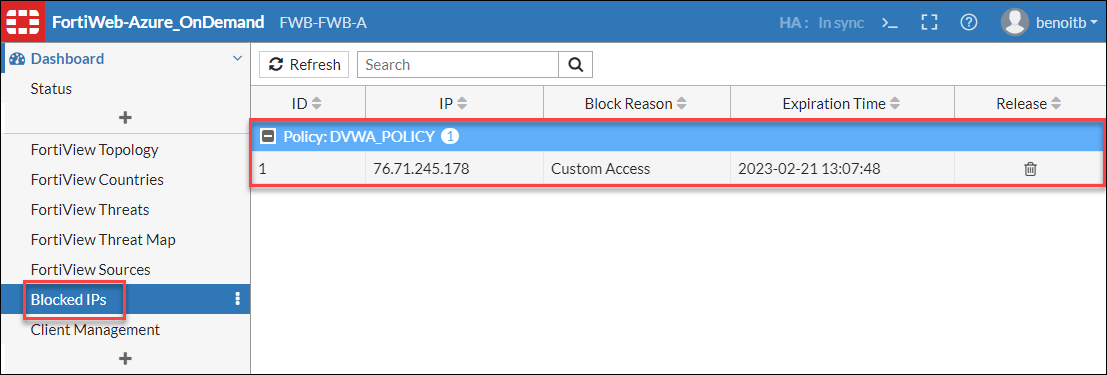 FortiWeb-Azure_OnDemand FWB-FWB-A HA : In sync >_ benoitb
Dashboard
Refresh Search
Status
ID IP Block Reason Expiration Time Release
Policy: DVWA_POLICY 1
FortiView Topology
1 76.71.245.178 Custom Access 2023-02-21 13:07:48
FortiView Countries
FortiView Threats
FortiView Threat Map
FortiView Sources
Blocked IPs
Client Management